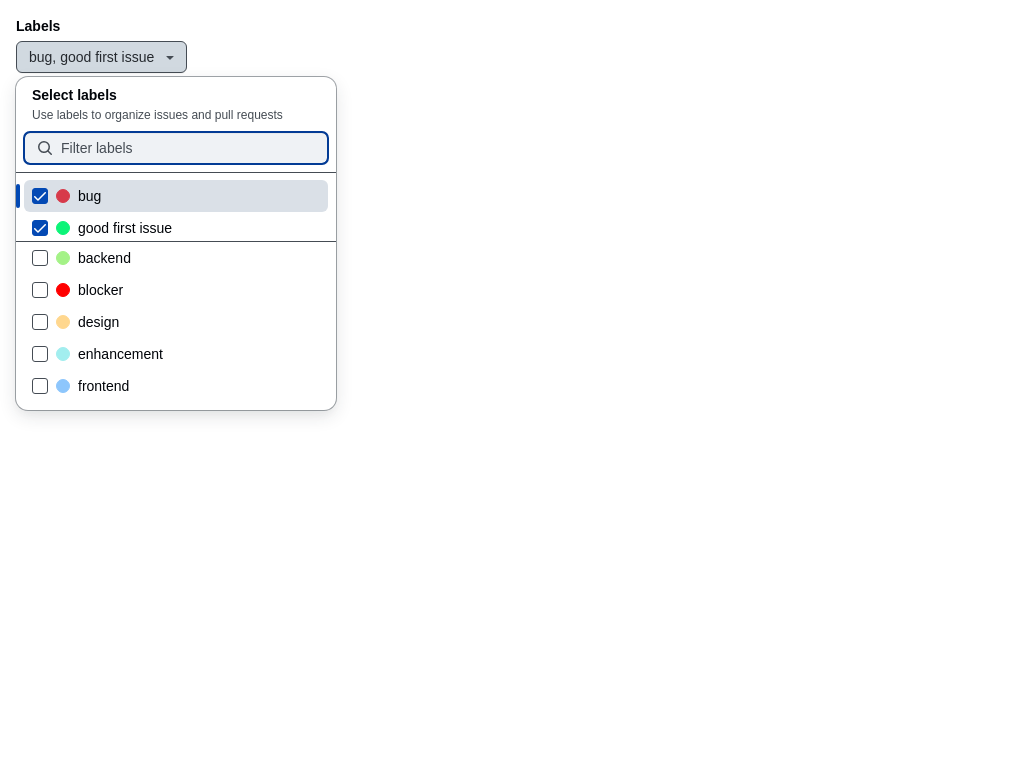 Labels
bug, good first issue
Select labels
Use labels to organize issues and pull requests
Filter labels
bug
good first issue
backend
blocker
design
enhancement
frontend